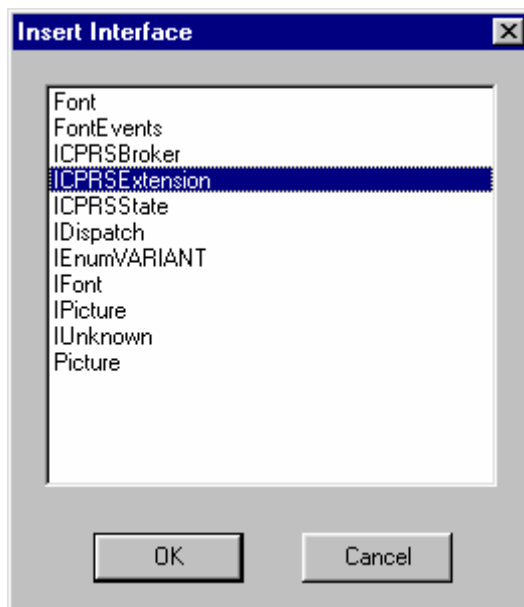 Insert Interface
Font
FontEvents
ICPRSBroker
ICPRSExtension
ICPRSState
IDispatch
IEnumVARIANT
IFont
IPicture
IUnknown
Picture
OK Cancel